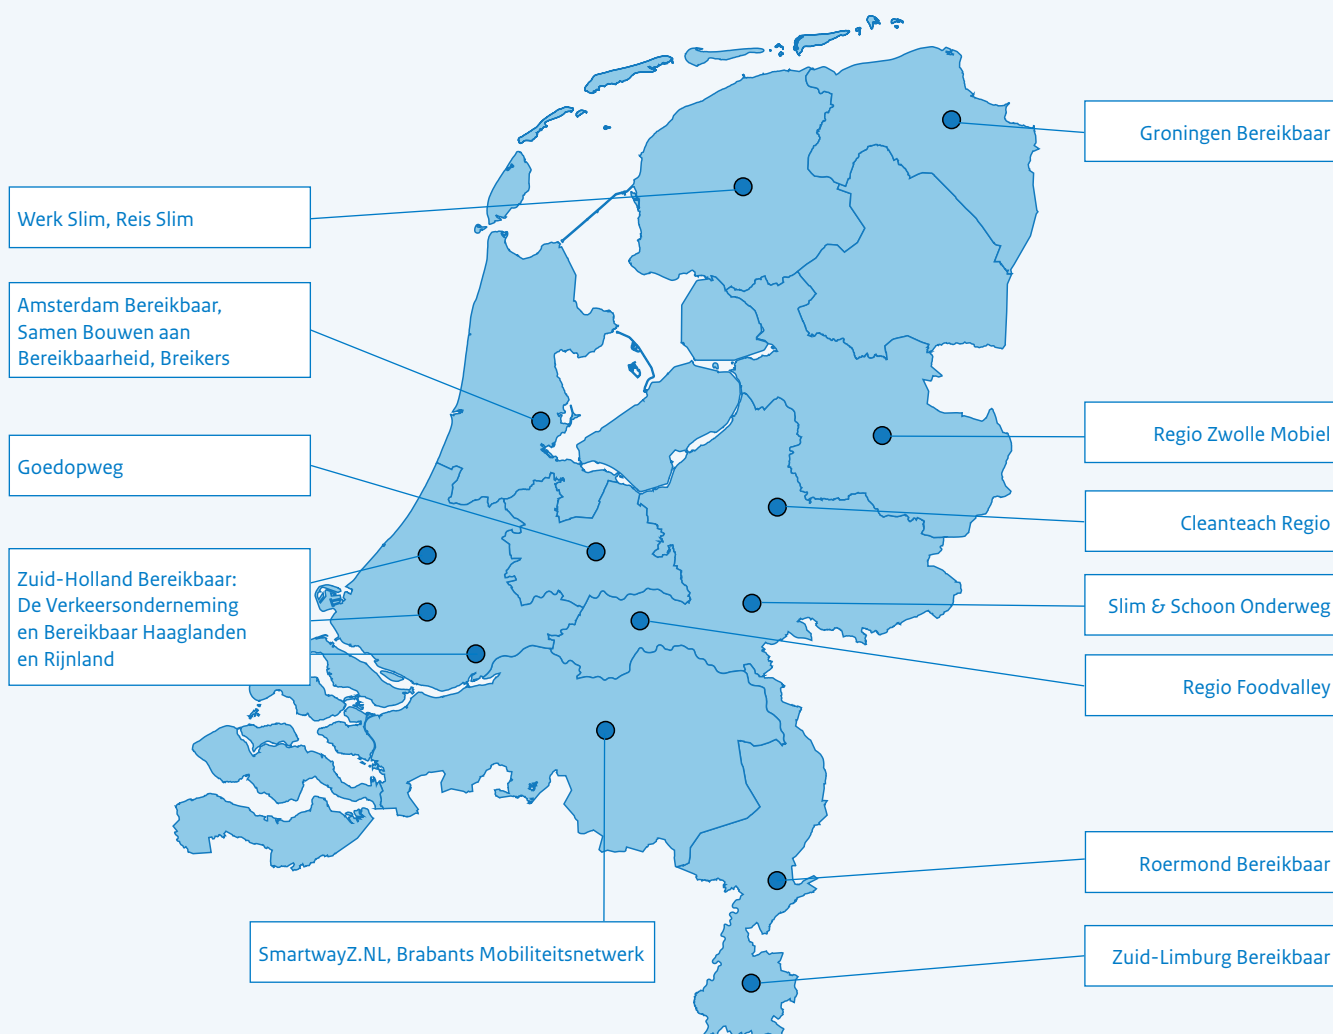 Werk Slim, Reis Slim
Amsterdam Bereikbaar,
Samen Bouwen aan
Bereikbaarheid, Breikers
Goedopweg
Zuid-Holland Bereikbaar:
De Verkeersonderneming
en Bereikbaar Haaglanden
en Rijnland
SmartwayZ.NL, Brabants Mobiliteitsnetwerk
Groningen Bereikbaar
Regio Zwolle Mobiel
Cleanteach Regio
Slim & Schoon Onderweg
Regio Foodvalley
Roermond Bereikbaar
Zuid-Limburg Bereikbaar